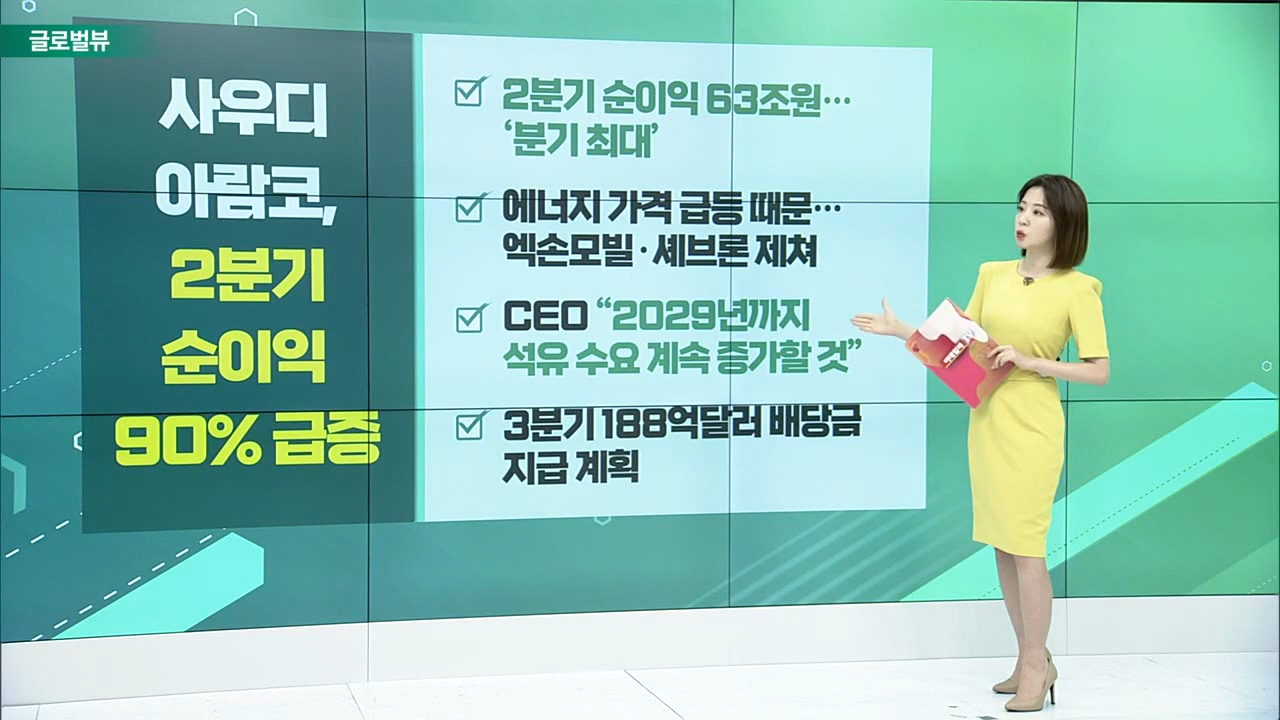 글로벌뷰
사우디
아람코,
2분기
순이익
90% 급증
2분기 순이익 63조원…
‘분기 최대’
에너지 가격 급등 때문…
엑손모빌·셰브론 제쳐
CEO “2029년까지
석유 수요 계속 증가할 것”
3분기 188억달러 배당금
지급 계획